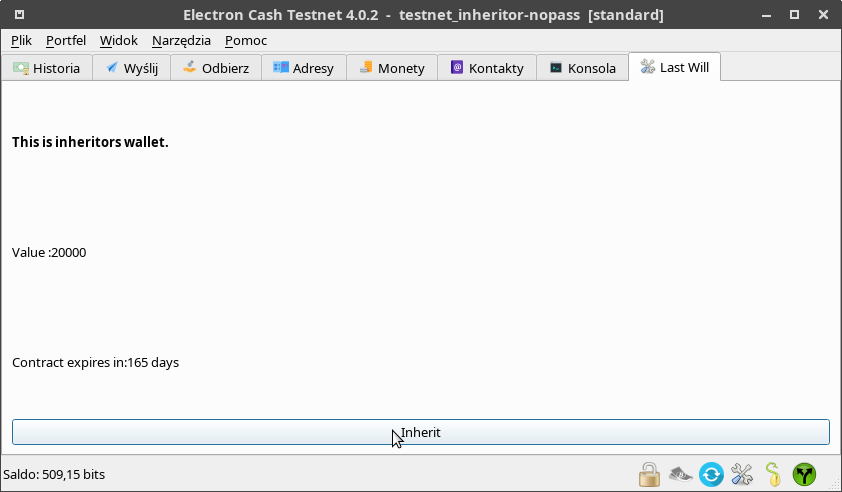 Electron Cash Testnet 4.0.2 - testnet_inheritor-nopass [standard]
Plik Portfel Widok Narzędzia Pomoc
Historia Wyślij Odbierz Adresy Monety Kontakty Konsola Last Will
This is inheritors wallet.
Value :20000
Contract expires in:165 days
Inherit
Saldo: 509,15 bits